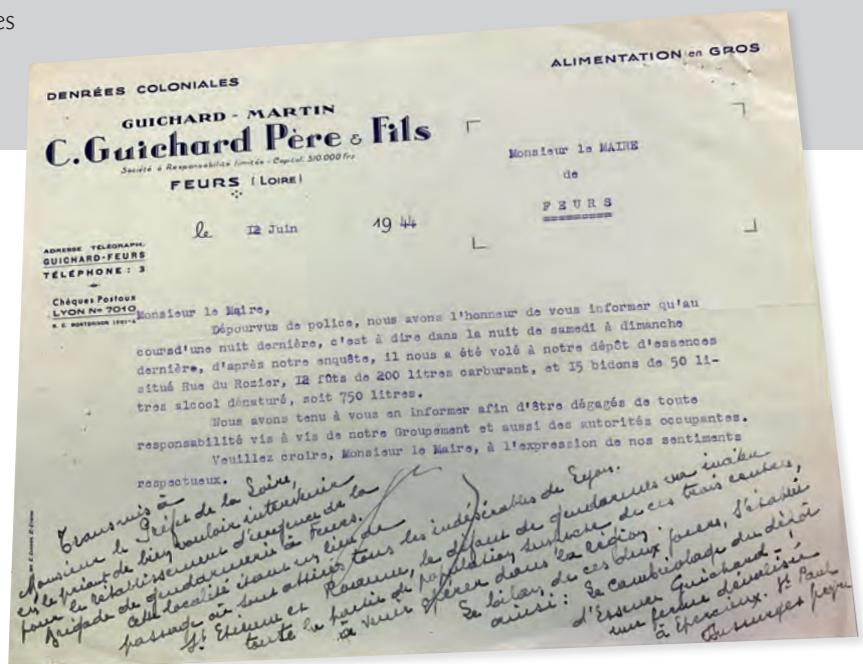 es
DENRÉES COLONIALES
ALIMENTATION en GROS
GUICHARD - MARTIN
C. Guichard Père & Fils
Société à Responsabilité limitée - Capital: 510.000 frs
FEURS (LOIRE)
le 12 Juin 1944
Monsieur le MAIRE
de
FEURS
ADRESSE TÉLÉGRAPH.
GUICHARD-FEURS
TÉLÉPHONE : 3
Chèques Postaux
LYON No 7010
Monsieur le Maire,
Dépourvus de police, nous avons l'honneur de vous informer qu'au
coursd'une nuit dernière, c'est à dire dans la nuit de samedi à dimanche
dernière, d'après notre enquête, il nous a été volé à notre dépôt d'essences
situé Rue du Rozier, 12 fûts de 200 litres carburant, et 15 bidons de 50 li-
tres alcool dénaturé, soit 750 litres.
Nous avons tenu à vous en informer afin d'être dégagés de toute
responsabilité vis à vis de notre Groupement et aussi des autorités occupantes.
Veuillez croire, Monsieur le Maire, à l'expression de nos sentiments
respectueux.
Transmis à
Monsieur le Préfet de la Loire,
en le priant de bien vouloir intervenir
pour le rétablissement d'urgence de la
Brigade de gendarmerie à Feurs.
Cette localité étant un lieu de
passage où sont attirés tous les indésirables de Lyon,
St Etienne et Roanne, le départ de gendarmes va
toute la partie de population de ces trois centres,
à venir opérer dans la région.
Le bilan de ces deux jours, s'établit
ainsi : Le cambriolage du dépôt
d'Essence Guichard -
une ferme dévalisée
à Epercieux. St Paul